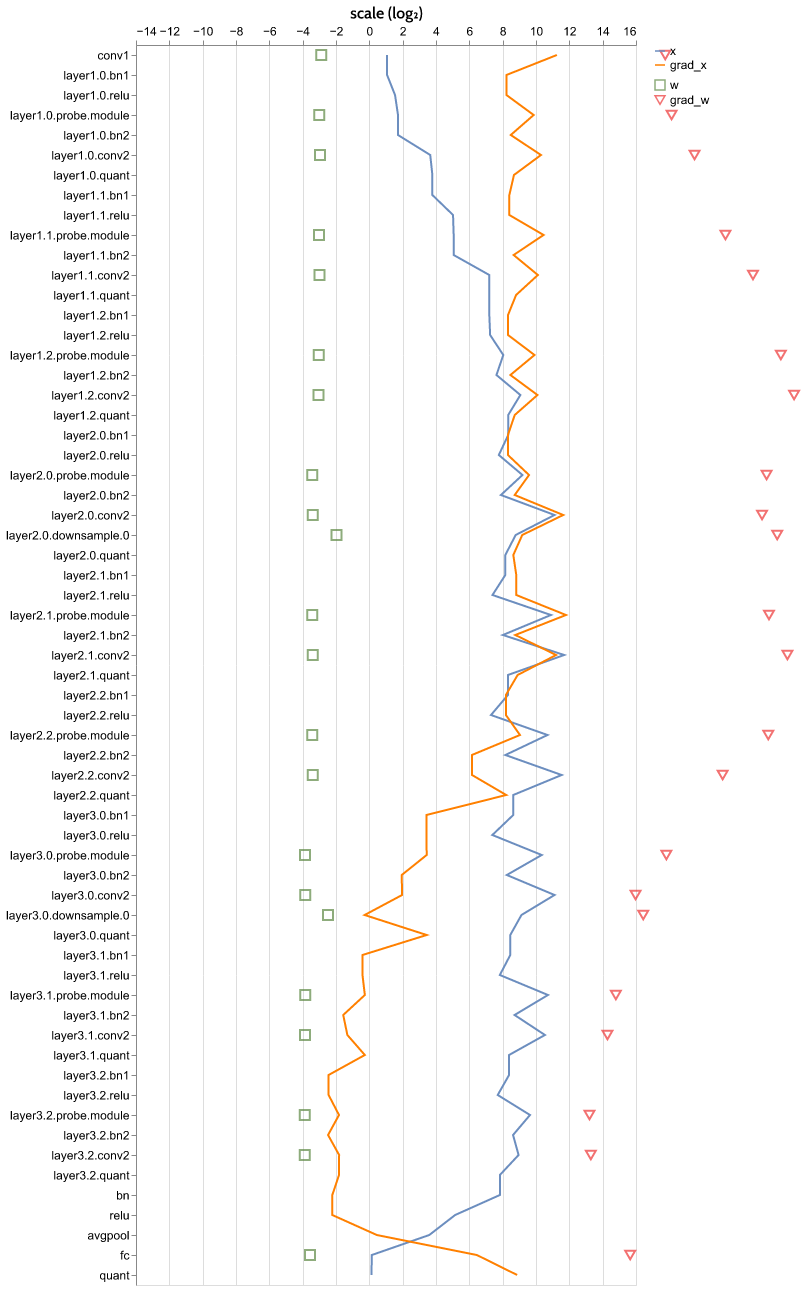 scale (log₂)
−14 −12 −10 −8 −6 −4 −2 0 2 4 6 8 10 12 14 16
x
grad_x
w
grad_w
conv1
layer1.0.bn1
layer1.0.relu
layer1.0.probe.module
layer1.0.bn2
layer1.0.conv2
layer1.0.quant
layer1.1.bn1
layer1.1.relu
layer1.1.probe.module
layer1.1.bn2
layer1.1.conv2
layer1.1.quant
layer1.2.bn1
layer1.2.relu
layer1.2.probe.module
layer1.2.bn2
layer1.2.conv2
layer1.2.quant
layer2.0.bn1
layer2.0.relu
layer2.0.probe.module
layer2.0.bn2
layer2.0.conv2
layer2.0.downsample.0
layer2.0.quant
layer2.1.bn1
layer2.1.relu
layer2.1.probe.module
layer2.1.bn2
layer2.1.conv2
layer2.1.quant
layer2.2.bn1
layer2.2.relu
layer2.2.probe.module
layer2.2.bn2
layer2.2.conv2
layer2.2.quant
layer3.0.bn1
layer3.0.relu
layer3.0.probe.module
layer3.0.bn2
layer3.0.conv2
layer3.0.downsample.0
layer3.0.quant
layer3.1.bn1
layer3.1.relu
layer3.1.probe.module
layer3.1.bn2
layer3.1.conv2
layer3.1.quant
layer3.2.bn1
layer3.2.relu
layer3.2.probe.module
layer3.2.bn2
layer3.2.conv2
layer3.2.quant
bn
relu
avgpool
fc
quant